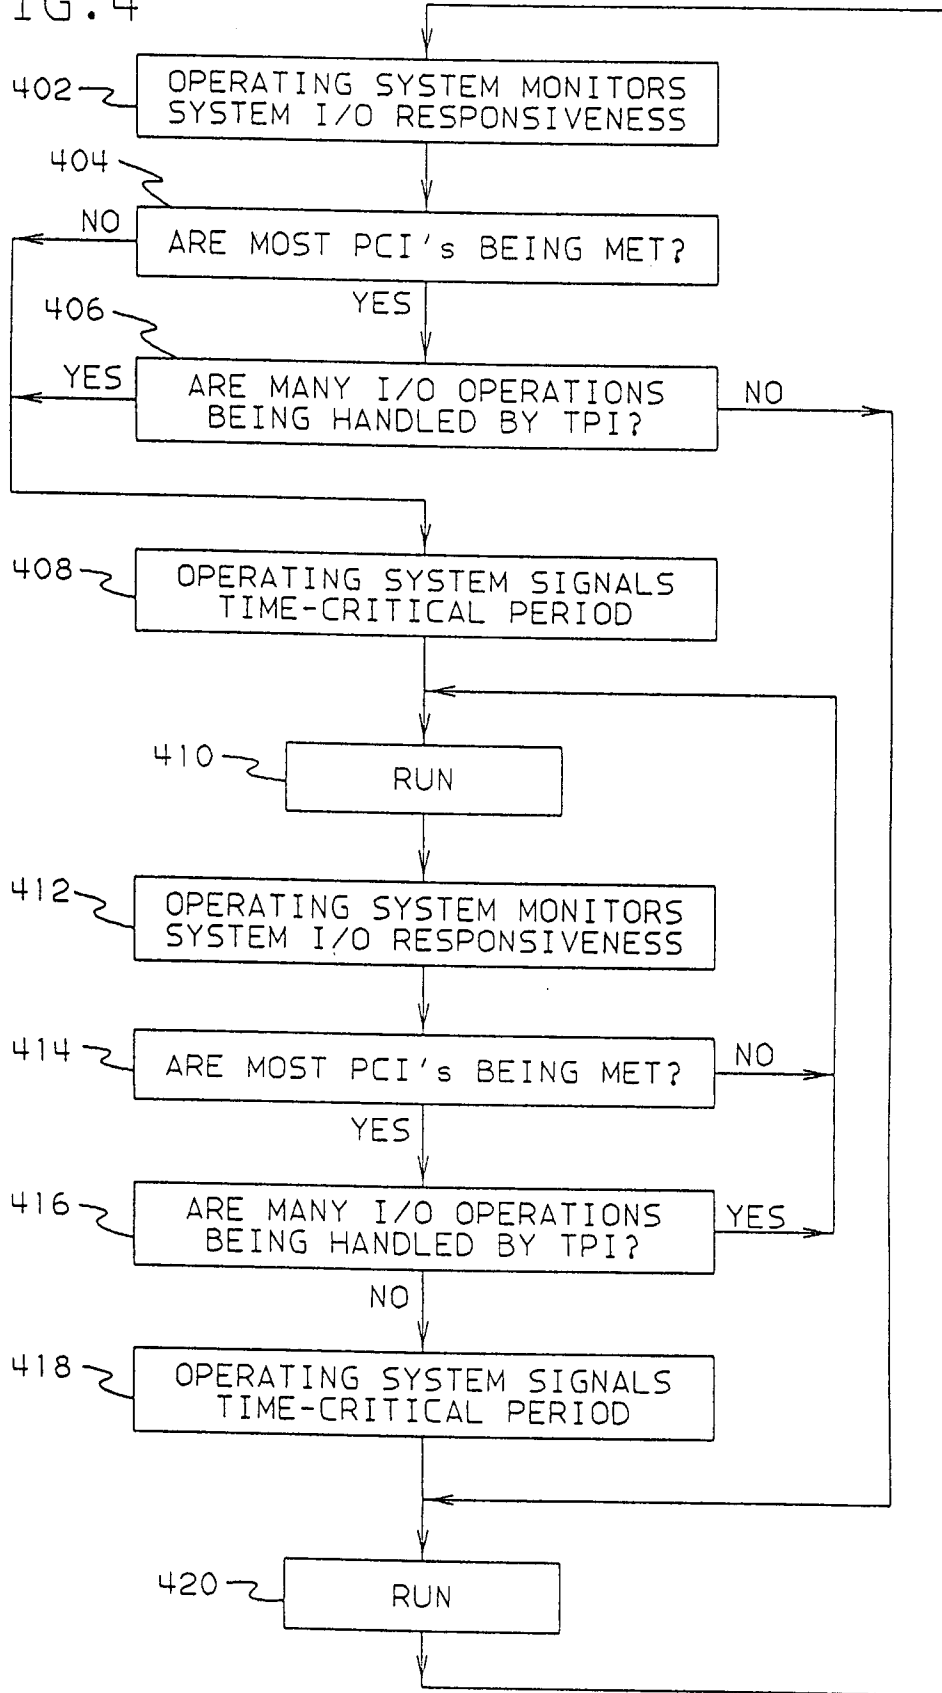 IG.4
402
OPERATING SYSTEM MONITORS
SYSTEM I/O RESPONSIVENESS
404
NO
ARE MOST PCI's BEING MET?
YES
406
YES
ARE MANY I/O OPERATIONS
BEING HANDLED BY TPI?
NO
408
OPERATING SYSTEM SIGNALS
TIME-CRITICAL PERIOD
410
RUN
412
OPERATING SYSTEM MONITORS
SYSTEM I/O RESPONSIVENESS
414
ARE MOST PCI's BEING MET?
NO
YES
416
ARE MANY I/O OPERATIONS
BEING HANDLED BY TPI?
YES
NO
418
OPERATING SYSTEM SIGNALS
TIME-CRITICAL PERIOD
420
RUN